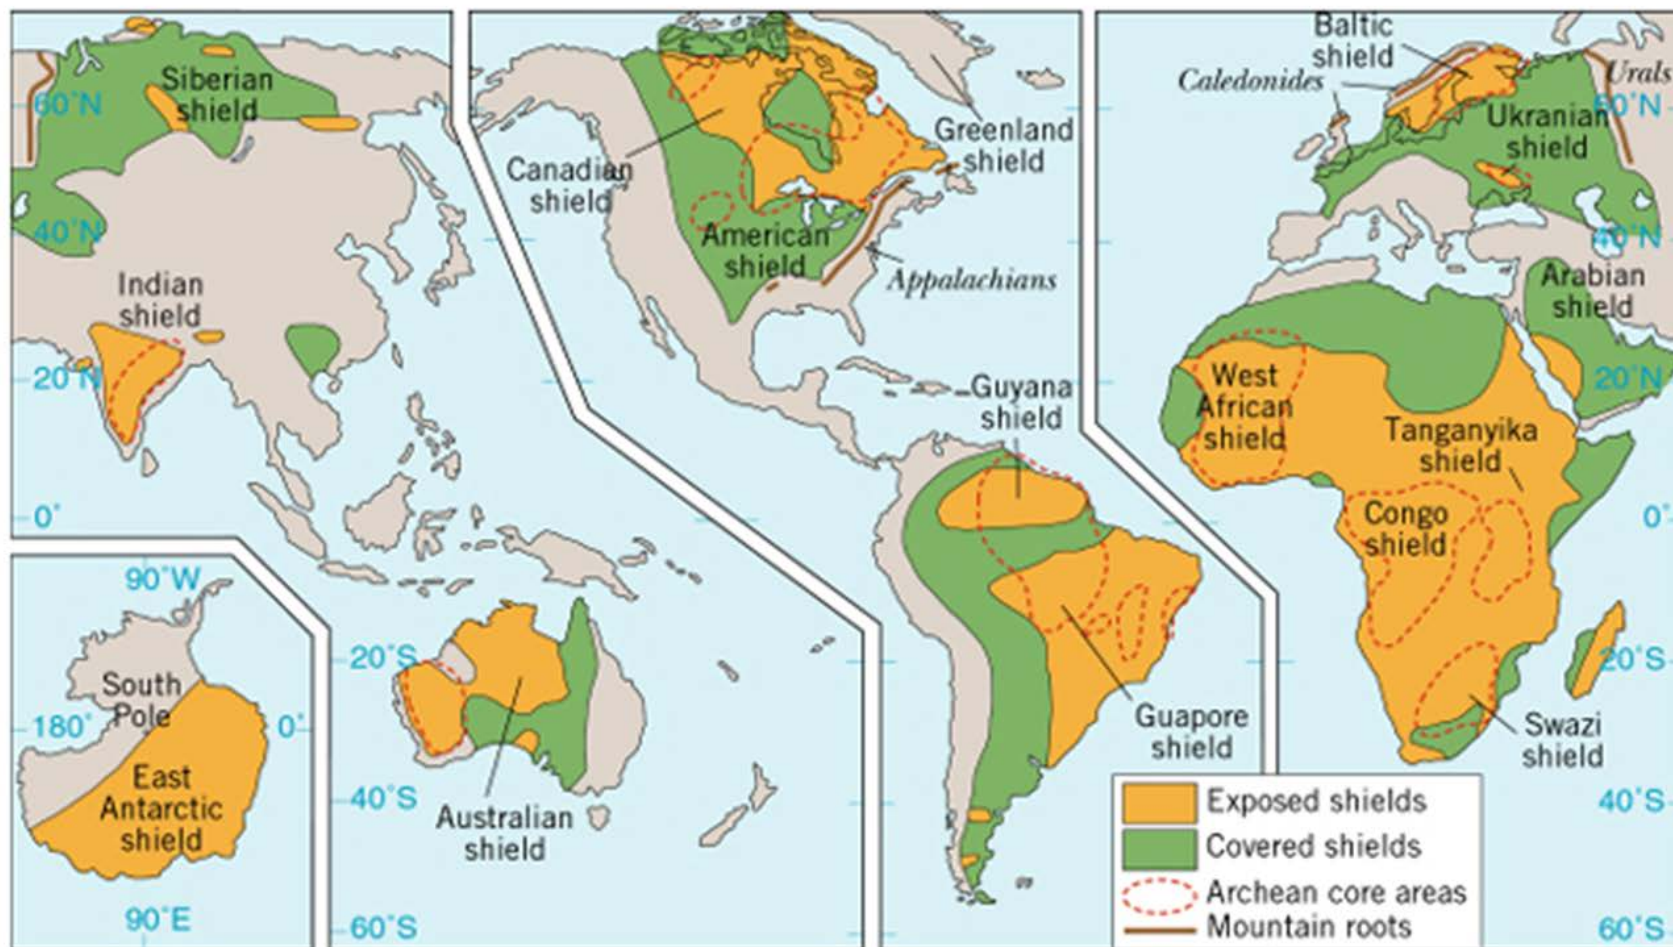 Siberian
shield
60°N
40°N
Indian
shield
20°N
0°
90°W
South
Pole
180°
0°
East
Antarctic
shield
90°E
20°S
Australian
shield
40°S
60°S
Canadian
shield
Greenland
shield
American
shield
Appalachians
Guyana
shield
Guapore
shield
Baltic
shield
Caledonides
Urals
60°N
Ukranian
shield
40°N
Arabian
shield
20°N
West
African
shield
Tanganyika
shield
Congo
shield
0°
20°S
Swazi
shield
40°S
60°S
Exposed shields
Covered shields
Archean core areas
Mountain roots